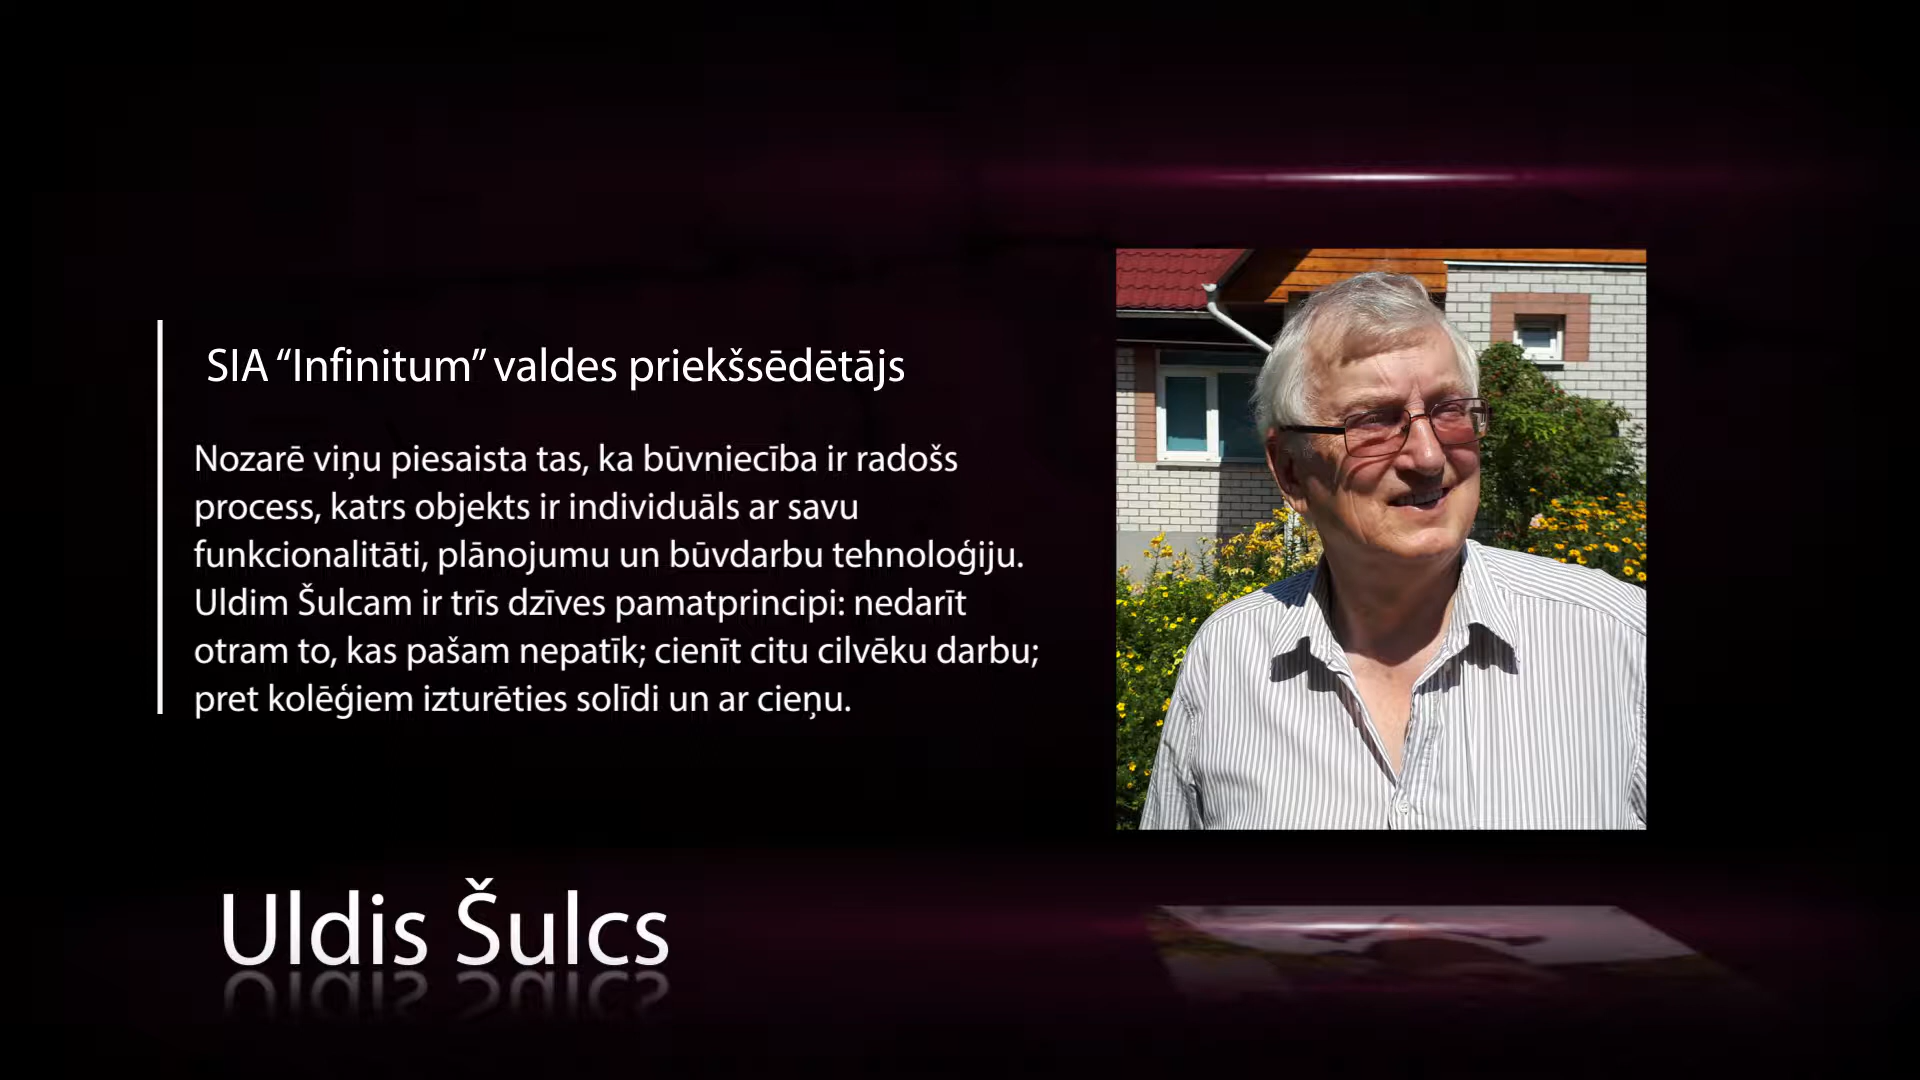 SIA “Infinitum” valdes priekšsēdētājs
Nozarē viņu piesaista tas, ka būvniecība ir radošs
process, katrs objekts ir individuāls ar savu
funkcionalitāti, plānojumu un būvdarbu tehnoloģiju.
Uldim Šulcam ir trīs dzīves pamatprincipi: nedarīt
otram to, kas pašam nepatīk; cienīt citu cilvēku darbu;
pret kolēģiem izturēties solīdi un ar cieņu.
Uldis Šulcs